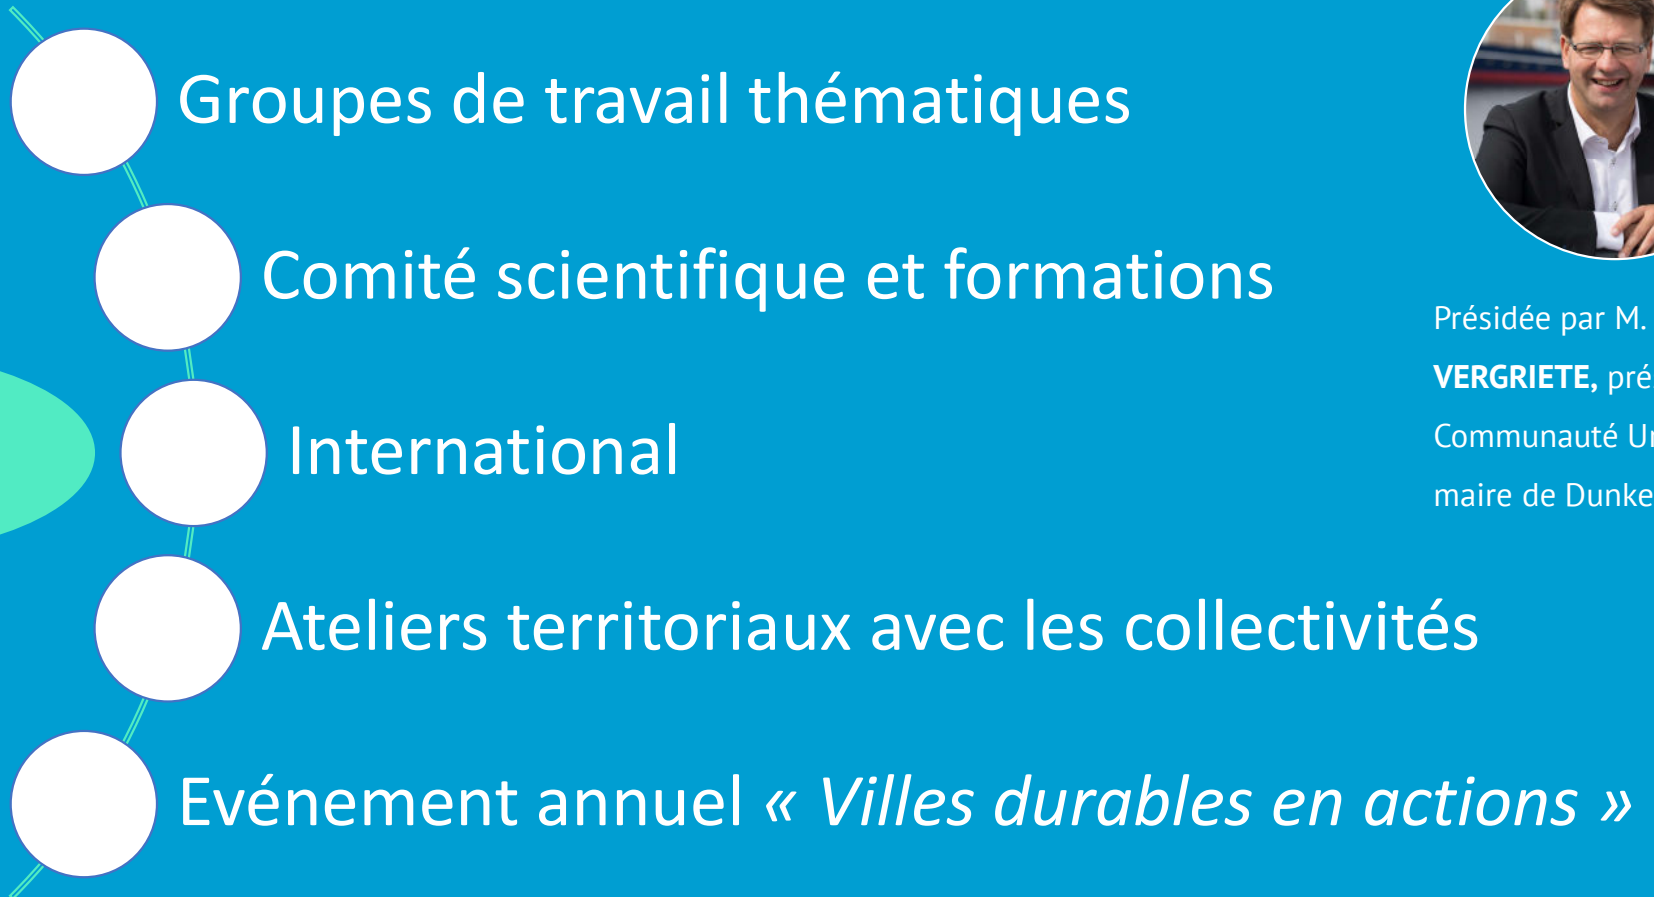 Groupes de travail thématiques
Comité scientifique et formations
International
Ateliers territoriaux avec les collectivités
Evénement annuel « Villes durables en actions »
Présidée par M.
VERGRIETE, pré
Communauté Ur
maire de Dunke